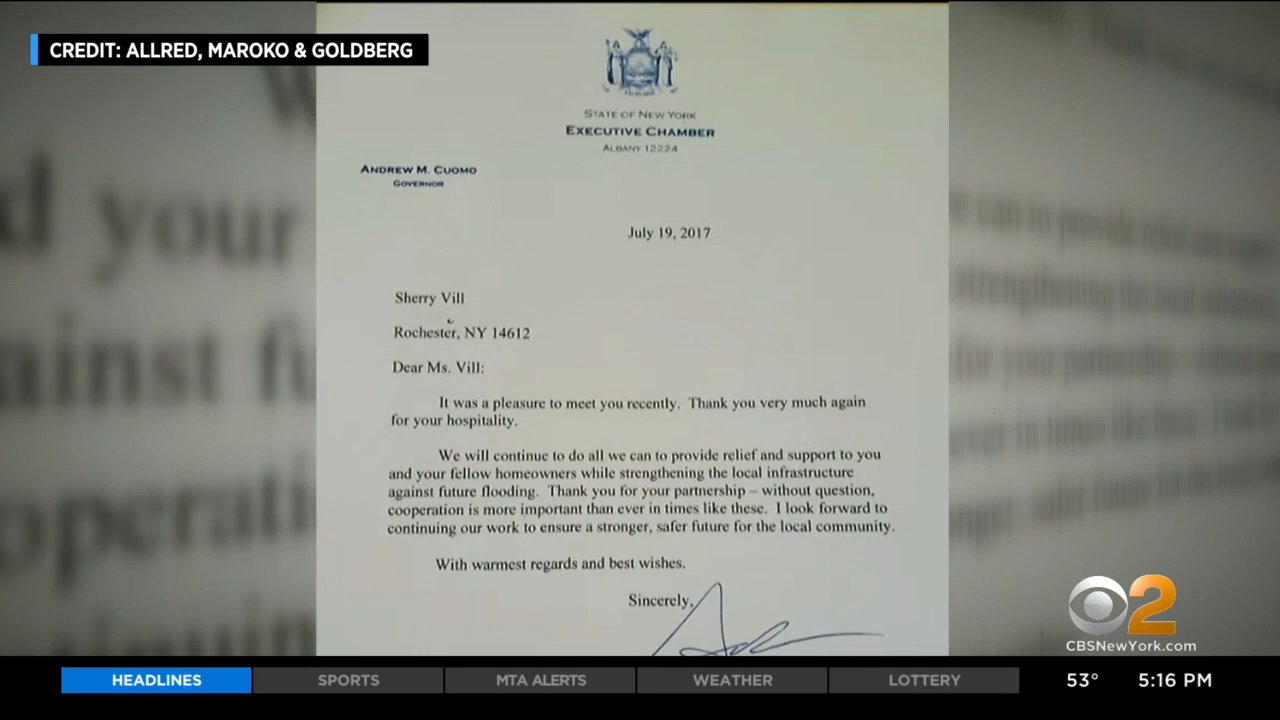 CREDIT: ALLRED, MAROKO & GOLDBERG
STATE OF NEW YORK
EXECUTIVE CHAMBER
ALBANY 12224
ANDREW M. CUOMO
GOVERNOR
July 19, 2017
Sherry Vill
Rochester, NY 14612
Dear Ms. Vill:
It was a pleasure to meet you recently. Thank you very much again
for your hospitality.
We will continue to do all we can to provide relief and support to you
and your fellow homeowners while strengthening the local infrastructure
against future flooding. Thank you for your partnership – without question,
cooperation is more important than ever in times like these. I look forward to
continuing our work to ensure a stronger, safer future for the local community.
With warmest regards and best wishes.
Sincerely,
2
CBSNewYork.com
HEADLINES
SPORTS
MTA ALERTS
WEATHER
LOTTERY
53°
5:16 PM